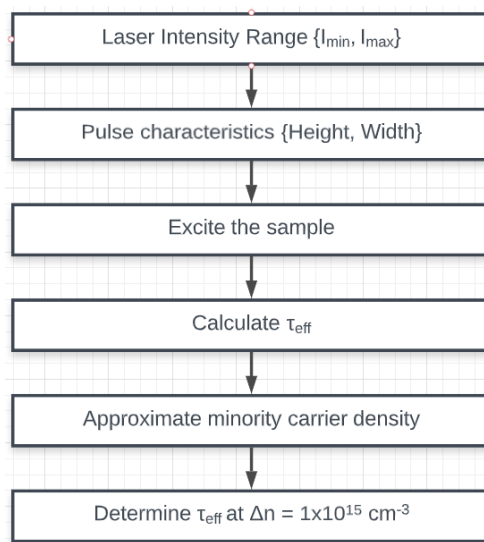 Laser Intensity Range {Iₘᵢₙ, Iₘₐₓ}
Pulse characteristics {Height, Width}
Excite the sample
Calculate τₑff
Approximate minority carrier density
Determine τₑff at Δn = 1x10¹⁵ cm⁻³